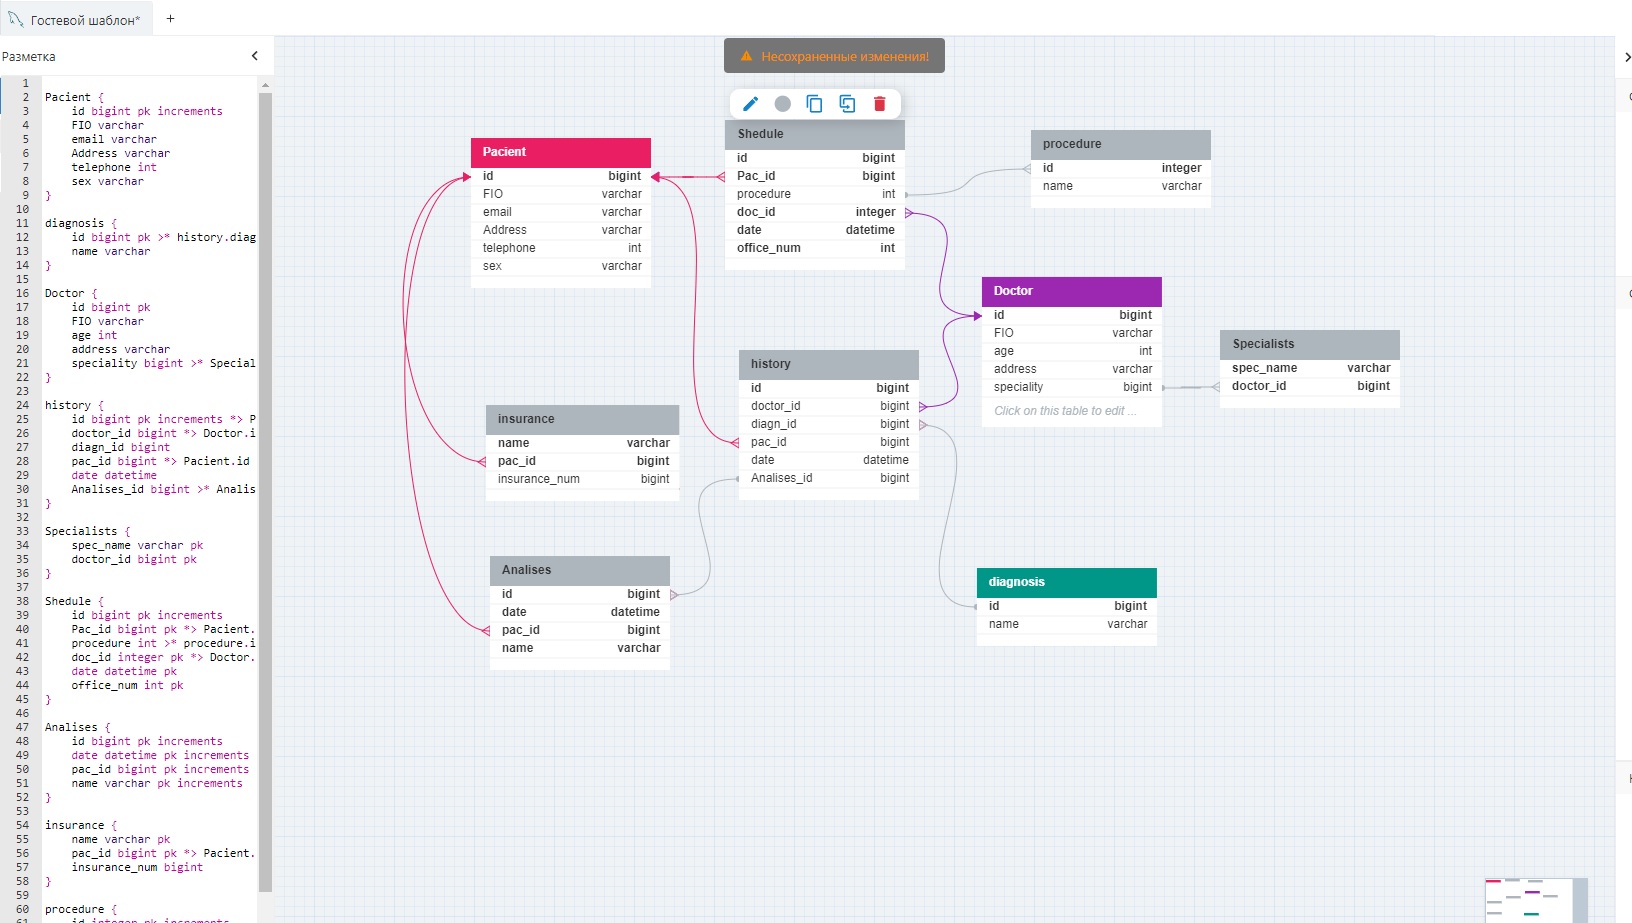 Гостевой шаблон*
+
Разметка
1
2 Pacient {
3 id bigint pk increments
4 FIO varchar
5 email varchar
6 Address varchar
7 telephone int
8 sex varchar
9 }
10
11 diagnosis {
12 id bigint pk >* history.diag
13 name varchar
14 }
15
16 Doctor {
17 id bigint pk
18 FIO varchar
19 age int
20 address varchar
21 speciality bigint >* Special
22 }
23
24 history {
25 id bigint pk increments *> P
26 doctor_id bigint *> Doctor.i
27 diagn_id bigint
28 pac_id bigint *> Pacient.id
29 date datetime
30 Analises_id bigint >* Analis
31 }
32
33 Specialists {
34 spec_name varchar pk
35 doctor_id bigint pk
36 }
37
38 Shedule {
39 id bigint pk increments
40 Pac_id bigint pk *> Pacient.
41 procedure int >* procedure.i
42 doc_id integer pk *> Doctor.
43 date datetime pk
44 office_num int pk
45 }
46
47 Analises {
48 id bigint pk increments
49 date datetime pk increments
50 pac_id bigint pk increments
51 name varchar pk increments
52 }
53
54 insurance {
55 name varchar pk
56 pac_id bigint pk *> Pacient.
57 insurance_num bigint
58 }
59
60 procedure {
61 id integer pk increments
Несохраненные изменения!
Pacient
id bigint
FIO varchar
email varchar
Address varchar
telephone int
sex varchar
Shedule
id bigint
Pac_id bigint
procedure int
doc_id integer
date datetime
office_num int
procedure
id integer
name varchar
Doctor
id bigint
FIO varchar
age int
address varchar
speciality bigint
Click on this table to edit ...
Specialists
spec_name varchar
doctor_id bigint
history
id bigint
doctor_id bigint
diagn_id bigint
pac_id bigint
date datetime
Analises_id bigint
insurance
name varchar
pac_id bigint
insurance_num bigint
Analises
id bigint
date datetime
pac_id bigint
name varchar
diagnosis
id bigint
name varchar